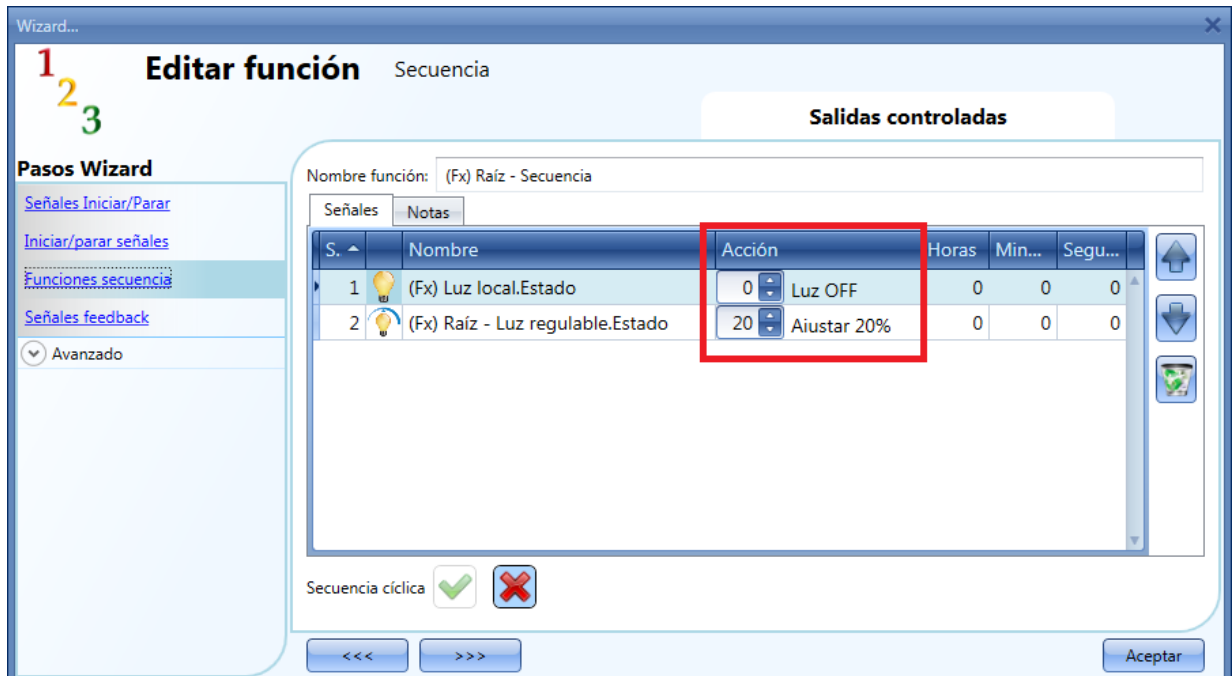 Wizard...
1
2
3
Editar función Secuencia
Salidas controladas
Pasos Wizard
Señales Iniciar/Parar
Iniciar/parar señales
Funciones secuencia
Señales feedback
Avanzado
Nombre función: (Fx) Raíz - Secuencia
Señales Notas
S. Nombre Acción Horas Min... Segu...
1 (Fx) Luz local.Estado 0 Luz OFF 0 0 0
2 (Fx) Raíz - Luz regulable.Estado 20 Aiustar 20% 0 0 0
Secuencia cíclica
<<< >>> Aceptar